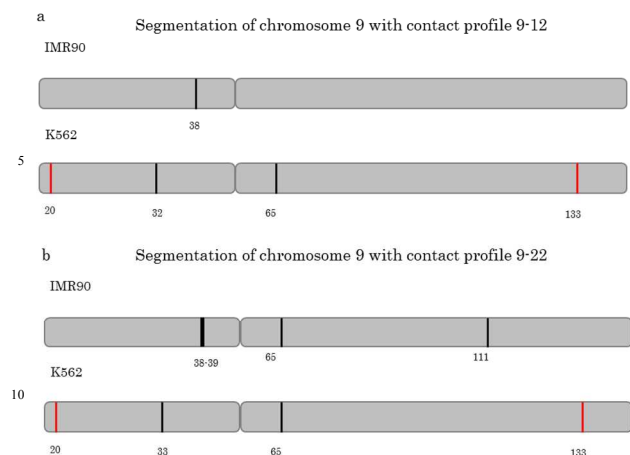 a
Segmentation of chromosome 9 with contact profile 9-12
IMR90
38
K562
5
20 32 65 133
b
Segmentation of chromosome 9 with contact profile 9-22
IMR90
38-39 65 111
K562
10
20 33 65 133